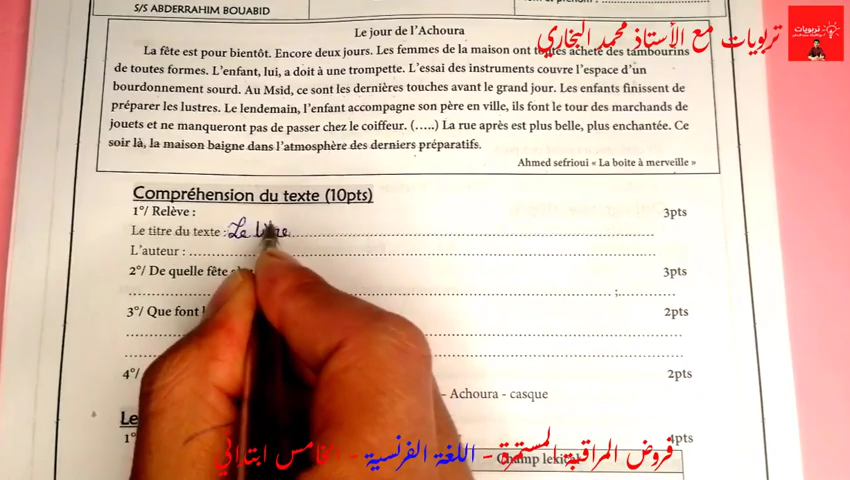 S/S ABDERRAHIM BOUABID
تربويات مع الأستاذ محمد البخاري
تربويات
Le jour de l'Achoura
La fête est pour bientôt. Encore deux jours. Les femmes de la maison ont toutes acheté des tambourins
de toutes formes. L'enfant, lui, a doit à une trompette. L'essai des instruments couvre l'espace d'un
bourdonnement sourd. Au Msid, ce sont les dernières touches avant le grand jour. Les enfants finissent de
préparer les lustres. Le lendemain, l'enfant accompagne son père en ville, ils font le tour des marchands de
jouets et ne manqueront pas de passer chez le coiffeur. (…..) La rue après est plus belle, plus enchantée. Ce
soir là, la maison baigne dans l'atmosphère des derniers préparatifs.
Ahmed sefrioui « La boite à merveille »
Compréhension du texte (10pts)
1°/ Relève : 3pts
Le titre du texte : Le
L'auteur :
2°/ De quelle fête 3pts
3°/ Que font 2pts
4°/ 2pts
- Achoura - casque
Le
1° 4pts
Champ lexical
فروض المراقبة المستمرة - اللغة الفرنسية - الخامس ابتدائي